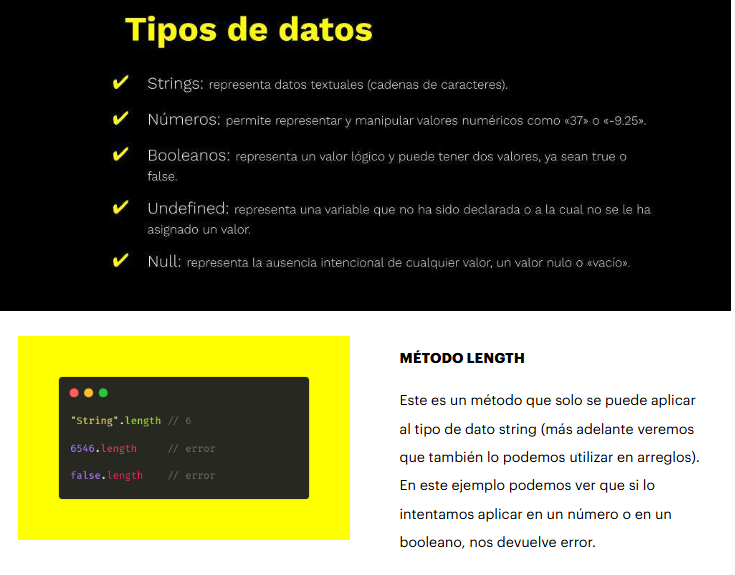 Tipos de datos
✔ Strings: representa datos textuales (cadenas de caracteres).
✔ Números: permite representar y manipular valores numéricos como «37» o «-9.25».
✔ Booleanos: representa un valor lógico y puede tener dos valores, ya sean true o
false.
✔ Undefined: representa una variable que no ha sido declarada o a la cual no se le ha
asignado un valor.
✔ Null: representa la ausencia intencional de cualquier valor, un valor nulo o «vacío».
"String".length // 6
6546.length // error
false.length // error
MÉTODO LENGTH
Este es un método que solo se puede aplicar
al tipo de dato string (más adelante veremos
que también lo podemos utilizar en arreglos).
En este ejemplo podemos ver que si lo
intentamos aplicar en un número o en un
booleano, nos devuelve error.